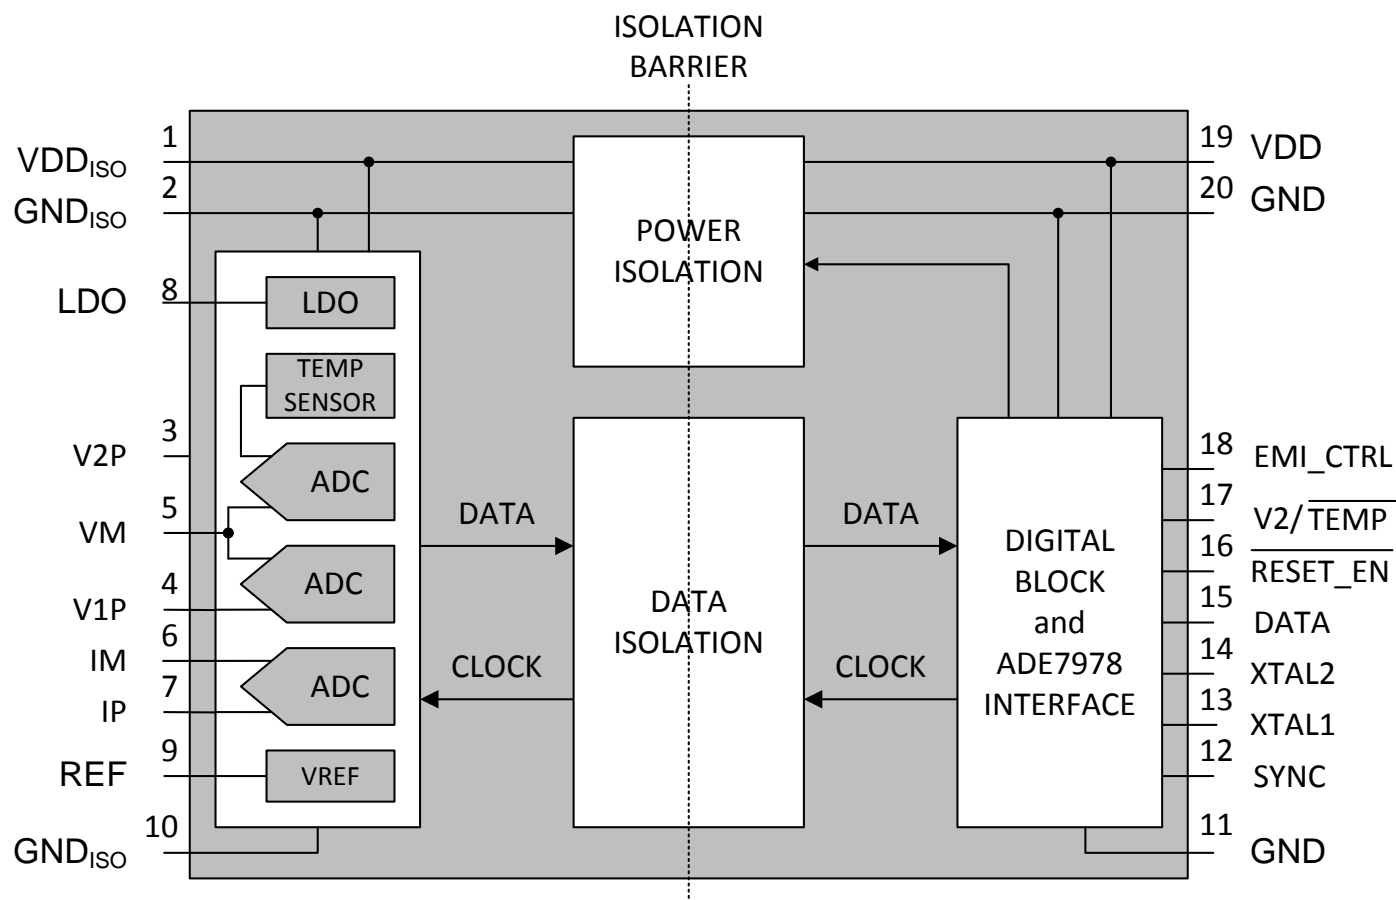 ISOLATION
BARRIER
1
VDDISO
2
GNDISO
8
LDO
3
V2P
5
VM
4
V1P
6
IM
7
IP
9
REF
10
GNDISO
LDO
TEMP
SENSOR
ADC
ADC
ADC
VREF
DATA
CLOCK
POWER
ISOLATION
DATA
ISOLATION
DATA
CLOCK
DIGITAL
BLOCK
and
ADE7978
INTERFACE
19
VDD
20
GND
18
EMI_CTRL
17
V2/TEMP
16
RESET_EN
15
DATA
14
XTAL2
13
XTAL1
12
SYNC
11
GND